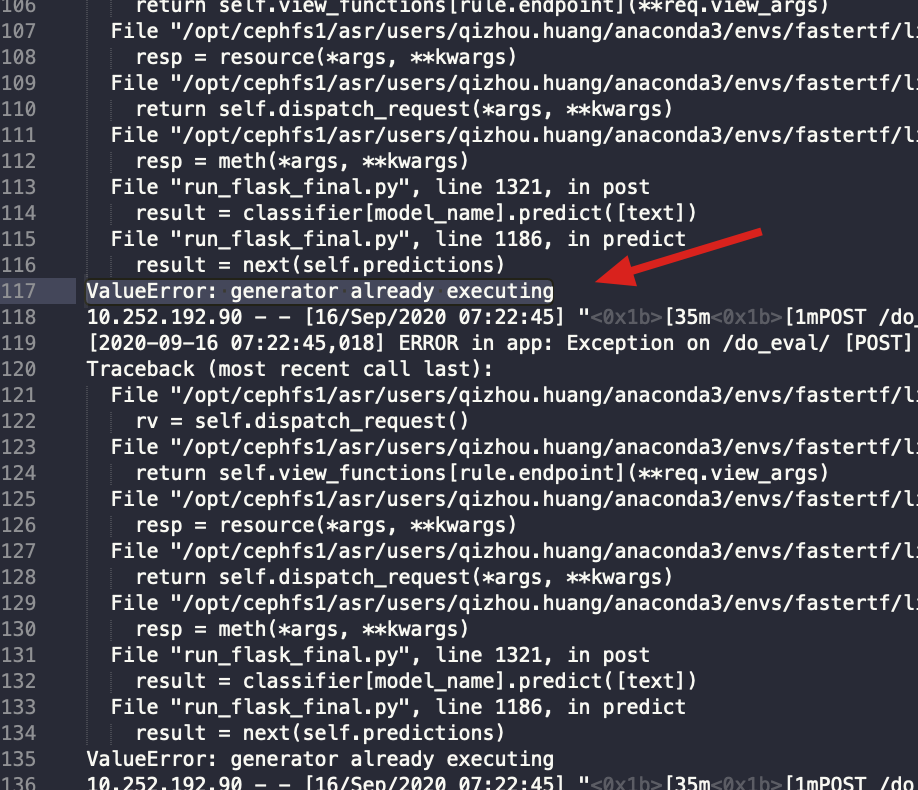 106 return self.view_functions[rule.endpoint](**req.view_args)
107 File "/opt/cephfs1/asr/users/qizhou.huang/anaconda3/envs/fastertf/li
108 resp = resource(*args, **kwargs)
109 File "/opt/cephfs1/asr/users/qizhou.huang/anaconda3/envs/fastertf/li
110 return self.dispatch_request(*args, **kwargs)
111 File "/opt/cephfs1/asr/users/qizhou.huang/anaconda3/envs/fastertf/li
112 resp = meth(*args, **kwargs)
113 File "run_flask_final.py", line 1321, in post
114 result = classifier[model_name].predict([text])
115 File "run_flask_final.py", line 1186, in predict
116 result = next(self.predictions)
117 ValueError: generator already executing
118 10.252.192.90 - - [16/Sep/2020 07:22:45] "<0x1b>[35m<0x1b>[1mPOST /do_
119 [2020-09-16 07:22:45,018] ERROR in app: Exception on /do_eval/ [POST]
120 Traceback (most recent call last):
121 File "/opt/cephfs1/asr/users/qizhou.huang/anaconda3/envs/fastertf/li
122 rv = self.dispatch_request()
123 File "/opt/cephfs1/asr/users/qizhou.huang/anaconda3/envs/fastertf/li
124 return self.view_functions[rule.endpoint](**req.view_args)
125 File "/opt/cephfs1/asr/users/qizhou.huang/anaconda3/envs/fastertf/li
126 resp = resource(*args, **kwargs)
127 File "/opt/cephfs1/asr/users/qizhou.huang/anaconda3/envs/fastertf/li
128 return self.dispatch_request(*args, **kwargs)
129 File "/opt/cephfs1/asr/users/qizhou.huang/anaconda3/envs/fastertf/li
130 resp = meth(*args, **kwargs)
131 File "run_flask_final.py", line 1321, in post
132 result = classifier[model_name].predict([text])
133 File "run_flask_final.py", line 1186, in predict
134 result = next(self.predictions)
135 ValueError: generator already executing
136 10.252.192.90 - - [16/Sep/2020 07:22:45] "<0x1b>[35m<0x1b>[1mPOST /do